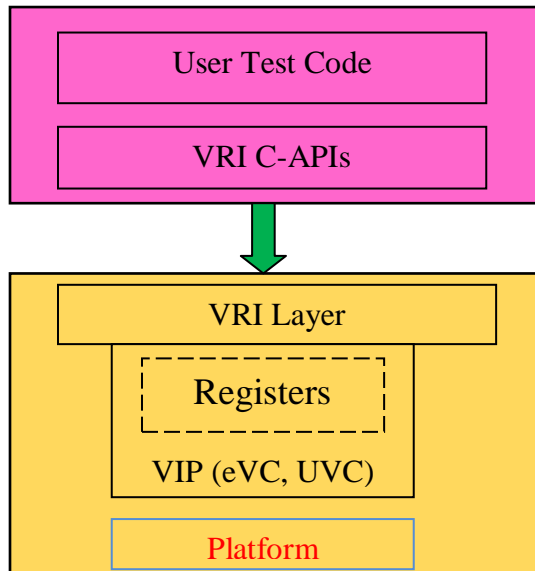 User Test Code
VRI C-APIs
VRI Layer
Registers
VIP (eVC, UVC)
Platform